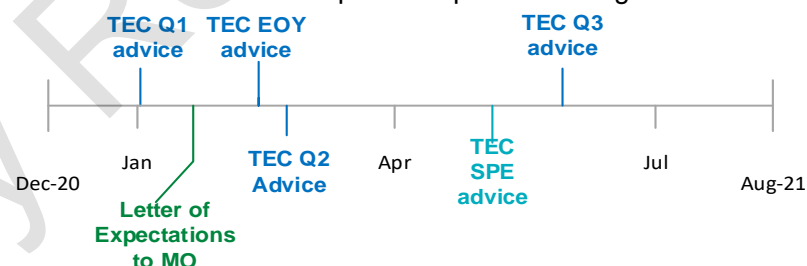 TEC Q1
advice
TEC EOY
advice
TEC Q3
advice
Dec-20
Jan
Letter of
Expectations
to MO
TEC Q2
Advice
Apr
TEC
SPE
advice
Jul
Aug-21